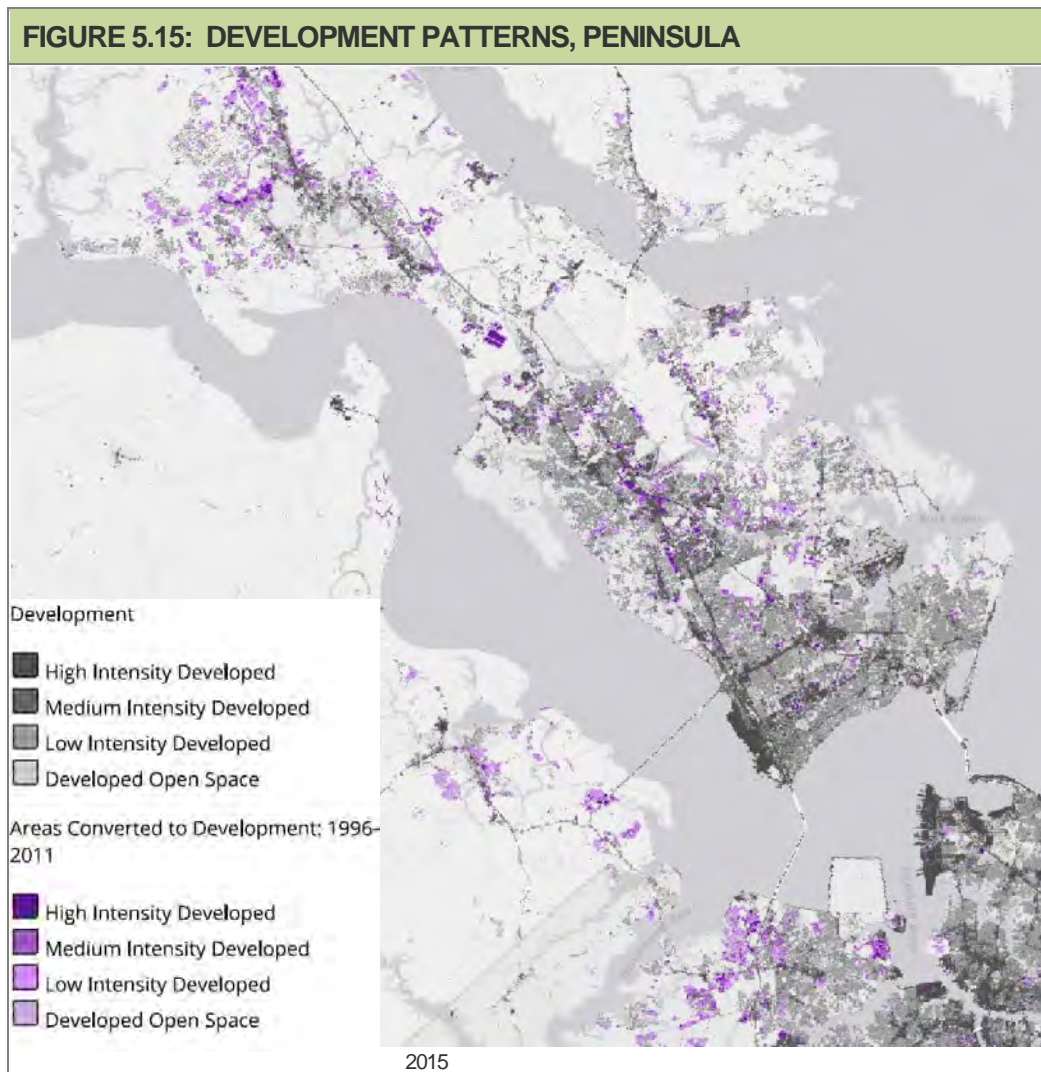 FIGURE 5.15: DEVELOPMENT PATTERNS, PENINSULA
Development
High Intensity Developed
Medium Intensity Developed
Low Intensity Developed
Developed Open Space
Areas Converted to Development: 1996–
2011
High Intensity Developed
Medium Intensity Developed
Low Intensity Developed
Developed Open Space
2015